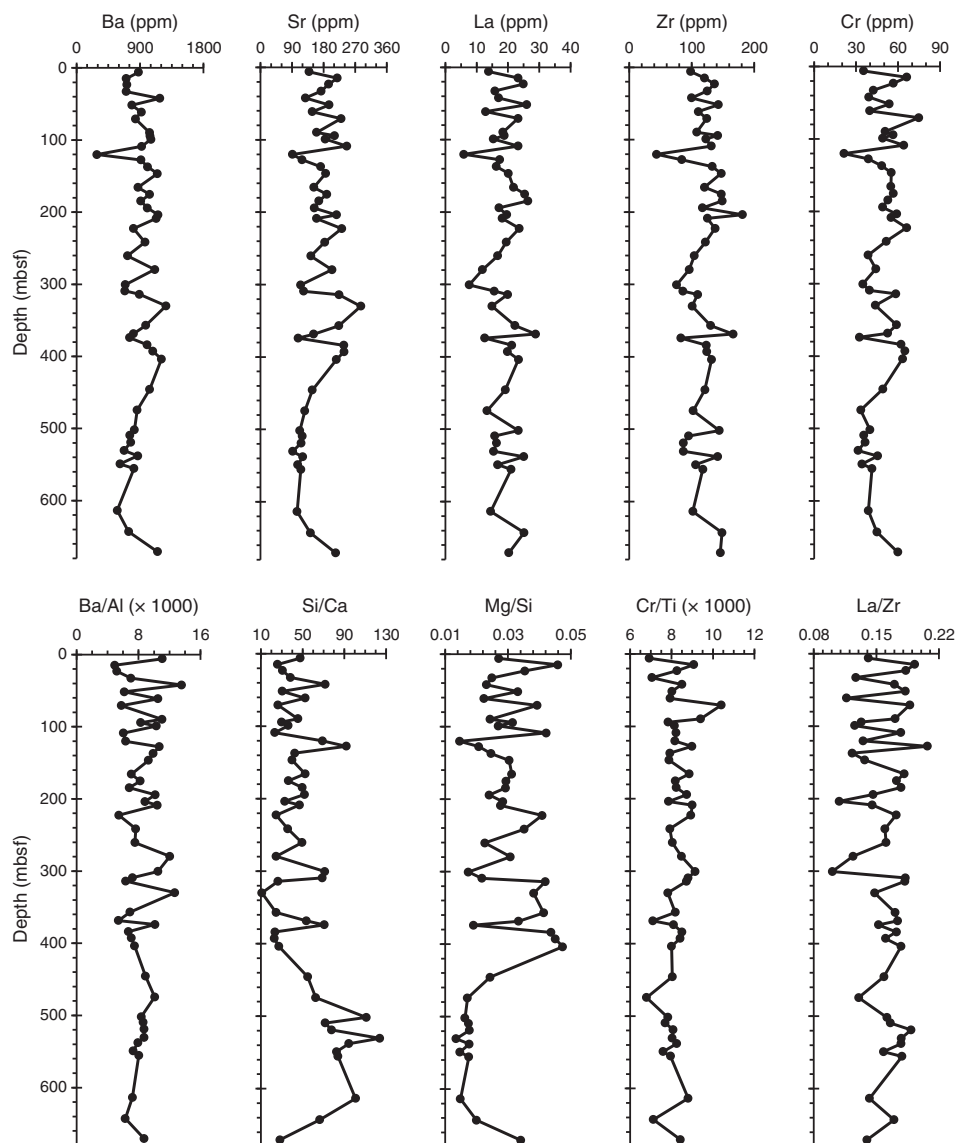 Ba (ppm) Sr (ppm) La (ppm) Zr (ppm) Cr (ppm)
0 900 1800 0 90 180 270 360 0 10 20 30 40 0 100 200 0 30 60 90
0
100
200
300
400
500
600
Depth (mbsf)
Ba/Al (× 1000) Si/Ca Mg/Si Cr/Ti (× 1000) La/Zr
0 8 16 10 50 90 130 0.01 0.03 0.05 6 8 10 12 0.08 0.15 0.22
0
100
200
300
400
500
600
Depth (mbsf)